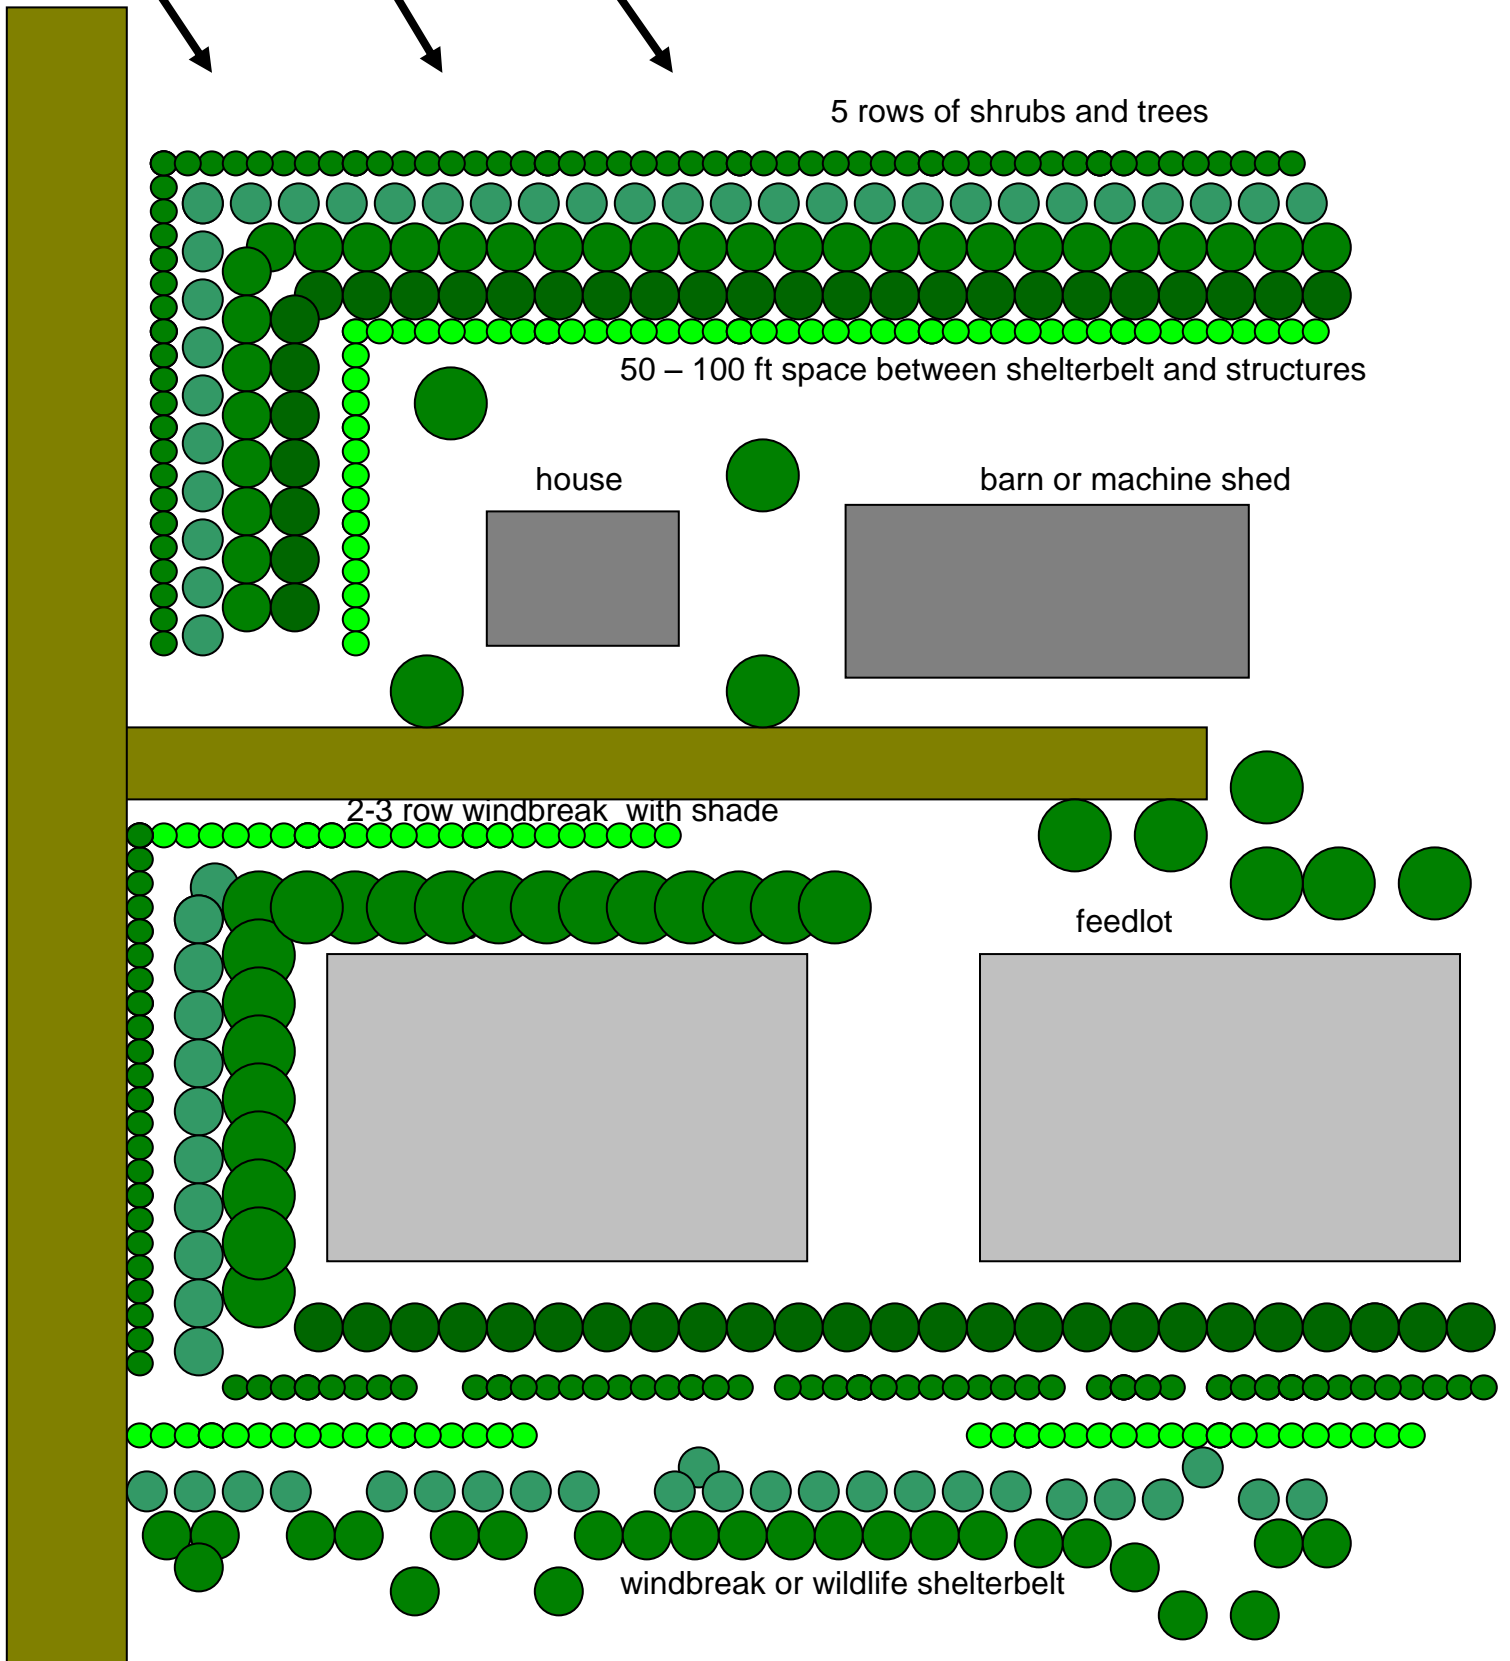 5 rows of shrubs and trees
50 – 100 ft space between shelterbelt and structures
house
barn or machine shed
2-3 row windbreak  with shade
feedlot
windbreak or wildlife shelterbelt